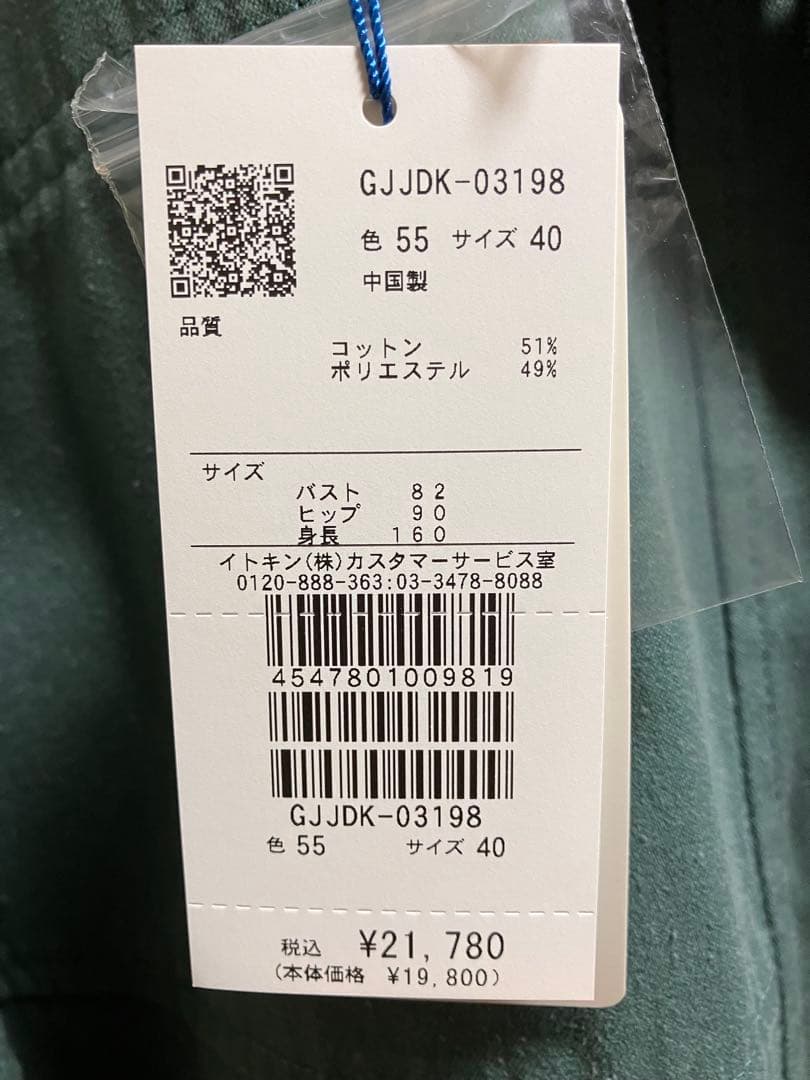 GJJDK-03198
色 55 サイズ 40
中国製
品質
コットン 51%
ポリエステル 49%
サイズ
バスト 82
ヒップ 90
身長 160
イトキン(株)カスタマーサービス室
0120-888-363:03-3478-8088
4547801009819
GJJDK-03198
色 55 サイズ 40
税込 ¥21,780
(本体価格 ¥19,800)